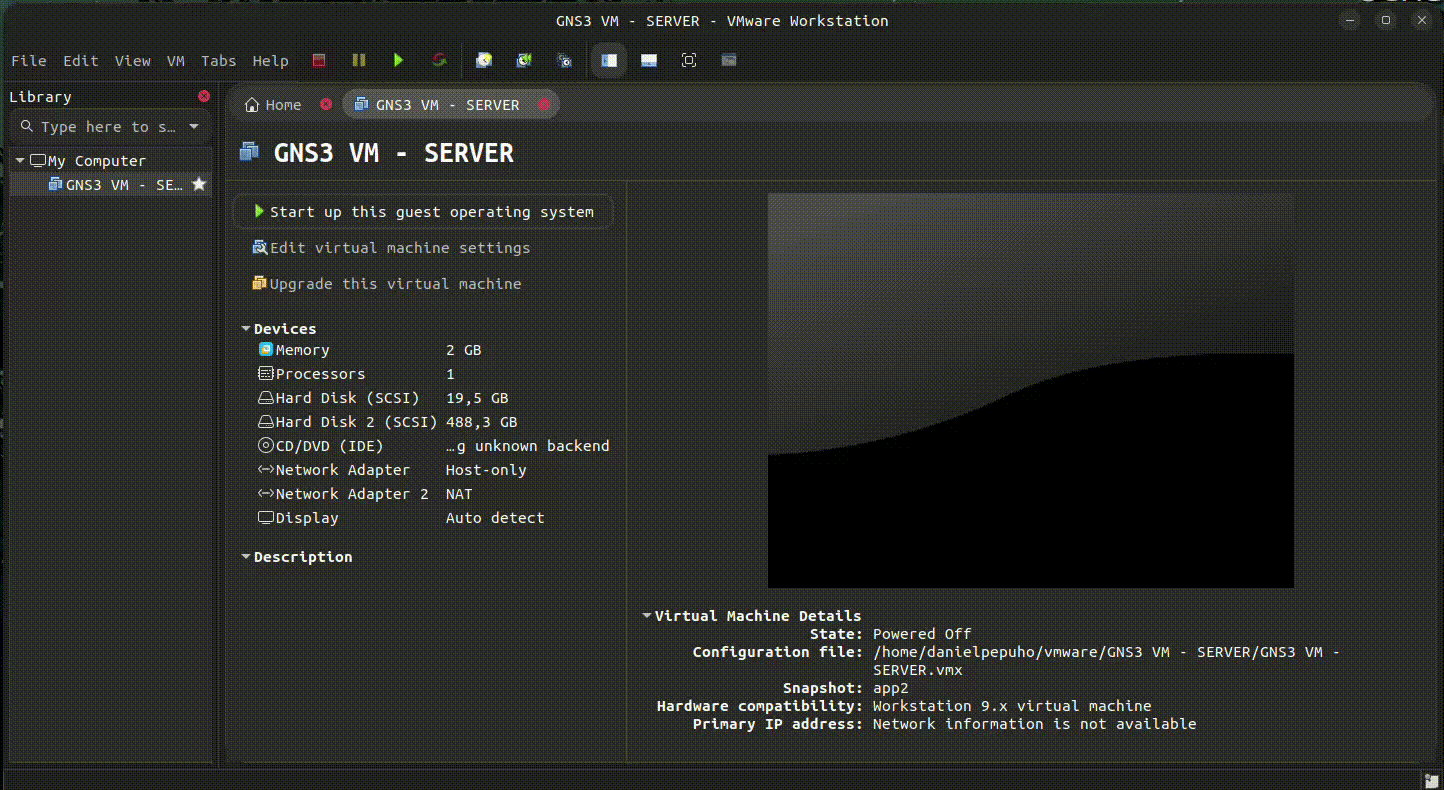 GNS3 VM - SERVER - VMware Workstation
File Edit View VM Tabs Help
Library
Type here to s…
My Computer
GNS3 VM - SE…
Home
GNS3 VM - SERVER
GNS3 VM - SERVER
Start up this guest operating system
Edit virtual machine settings
Upgrade this virtual machine
Devices
Memory 2 GB
Processors 1
Hard Disk (SCSI) 19,5 GB
Hard Disk 2 (SCSI) 488,3 GB
CD/DVD (IDE) …g unknown backend
Network Adapter Host-only
Network Adapter 2 NAT
Display Auto detect
Description
Virtual Machine Details
State: Powered Off
Configuration file: /home/danielpepuho/vmware/GNS3 VM - SERVER/GNS3 VM -
SERVER.vmx
Snapshot: app2
Hardware compatibility: Workstation 9.x virtual machine
Primary IP address: Network information is not available